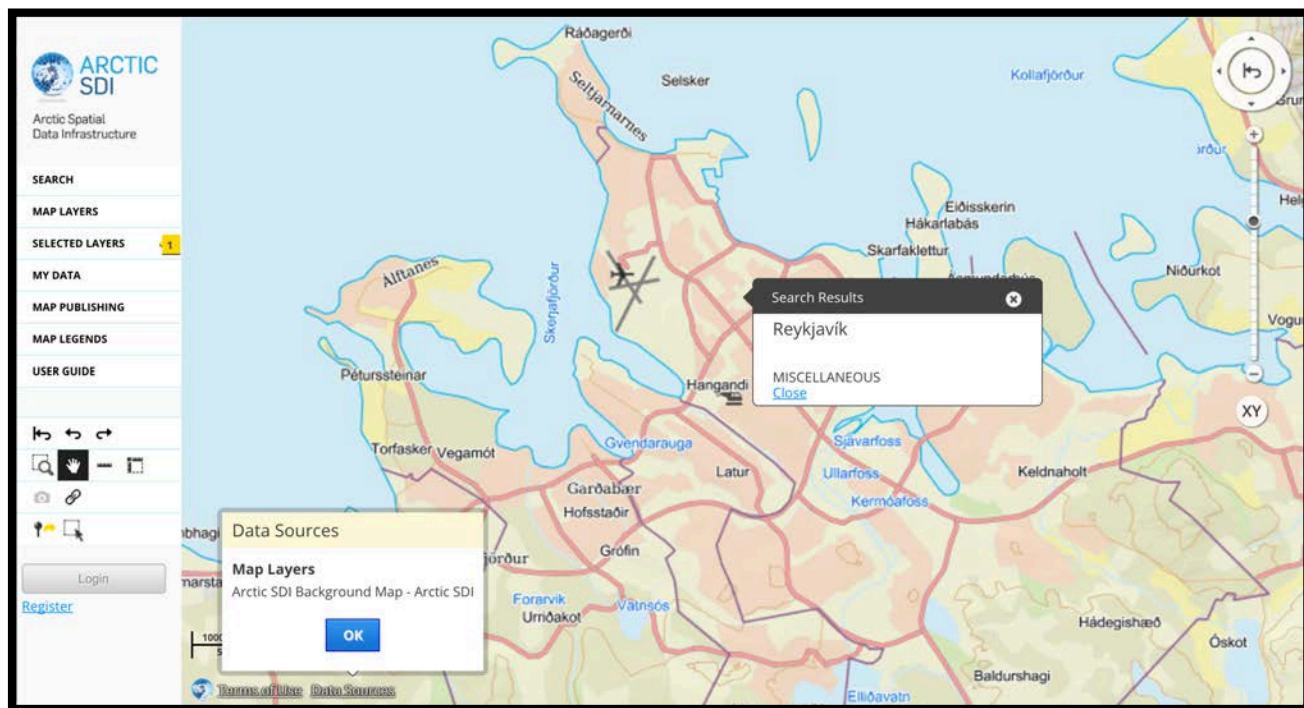 ARCTIC
SDI
Arctic Spatial
Data Infrastructure
SEARCH
MAP LAYERS
SELECTED LAYERS
1
MY DATA
MAP PUBLISHING
MAP LEGENDS
USER GUIDE
Login
Register
Ráðagerði
Seltjarnarnes
Selsker
Kollafjörður
Eiðisskerin
Hákarlabás
Skarfaklettur
Niðurkot
Álftanes
Skerjafjörður
Search Results
Reykjavík
MISCELLANEOUS
Close
XY
Péturssteinar
Hangandi
Torfasker
Vegamót
Gvendarauga
Sjávarfoss
Latur
Ullarfoss
Keldnaholt
Kermóafoss
Garðabær
Hofsstaðir
Grófin
Forarvik
Urriðakot
Vatnsós
Hádegishæð
Óskot
Baldurshagi
Elliðavatn
Data Sources
Map Layers
Arctic SDI Background Map - Arctic SDI
OK
Terms of Use
Data Sources